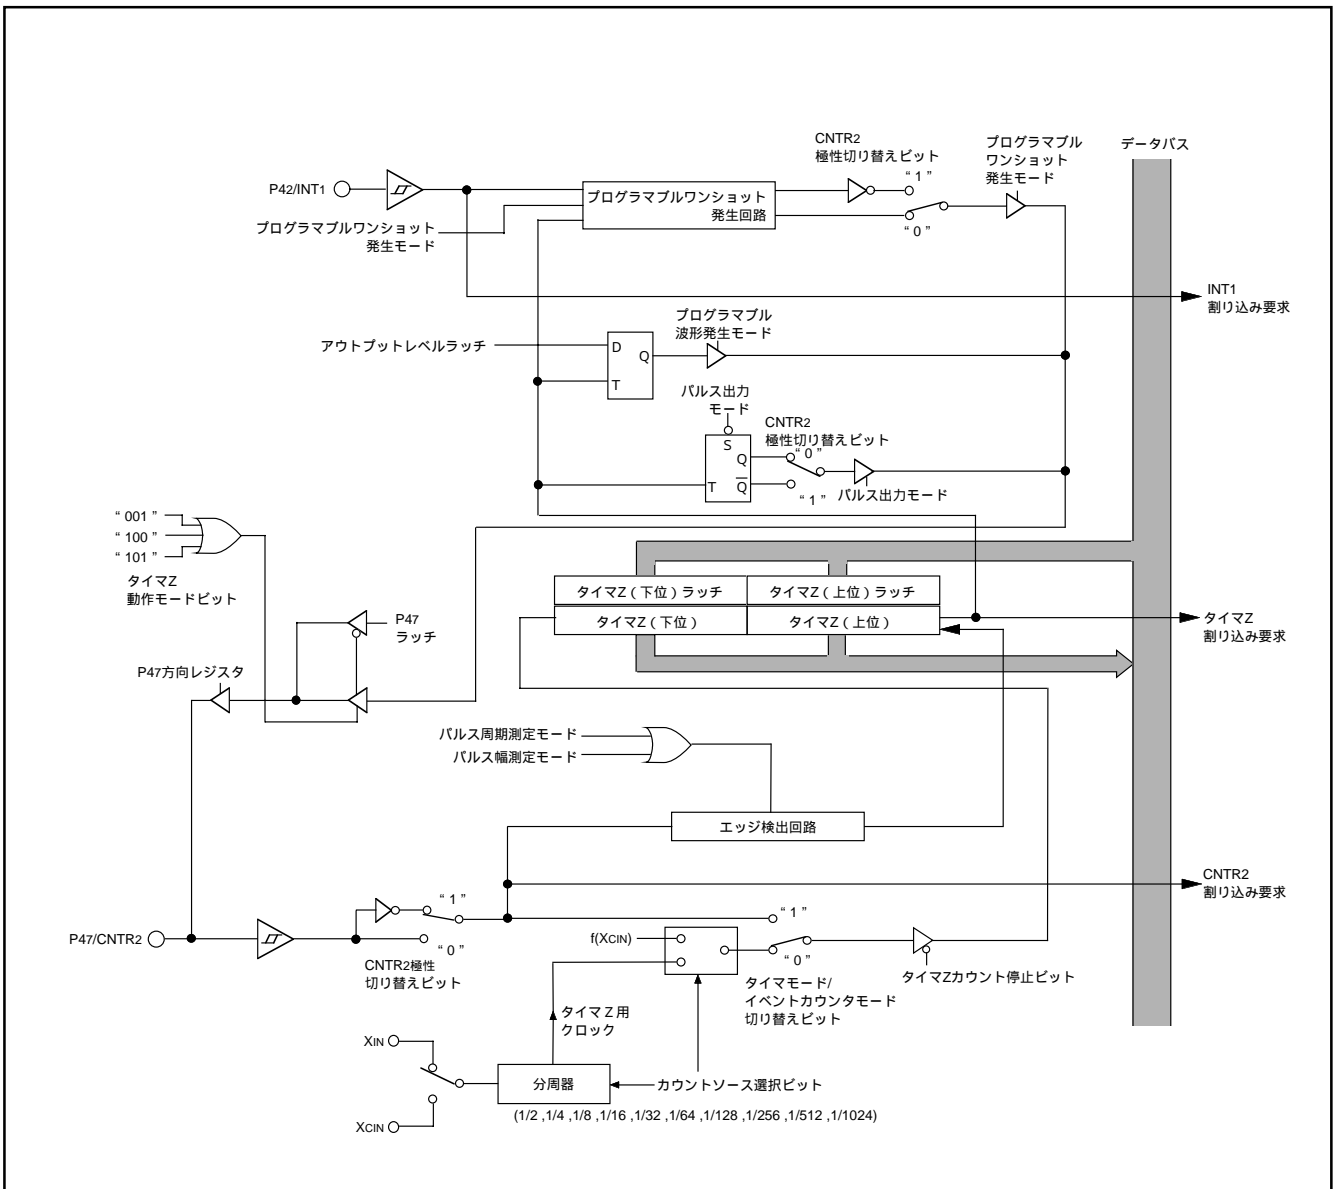 CNTR2
極性切り替えビット
プログラマブル
ワンショット
発生モード
データバス
P42/INT1
プログラマブルワンショット
発生回路
“ 1 ”
“ 0 ”
プログラマブルワンショット
発生モード
INT1
割り込み要求
プログラマブル
波形発生モード
アウトプットレベルラッチ
D
Q
T
パルス出力
モード
CNTR2
極性切り替えビット
S
Q
“ 0 ”
T
Q
“ 1 ”
パルス出力モード
“ 001 ”
“ 100 ”
“ 101 ”
タイマZ
動作モードビット
タイマZ（下位）ラッチ
タイマZ（上位）ラッチ
タイマZ（下位）
タイマZ（上位）
タイマZ
割り込み要求
P47
ラッチ
P47方向レジスタ
パルス周期測定モード
パルス幅測定モード
エッジ検出回路
CNTR2
割り込み要求
P47/CNTR2
“ 1 ”
“ 0 ”
CNTR2極性
切り替えビット
f(XCIN)
“ 1 ”
“ 0 ”
タイマモード/
イベントカウンタモード
切り替えビット
タイマZカウント停止ビット
タイマ Z 用
クロック
XIN
XCIN
分周器
カウントソース選択ビット
(1/2 ,1/4 ,1/8 ,1/16 ,1/32 ,1/64 ,1/128 ,1/256 ,1/512 ,1/1024)